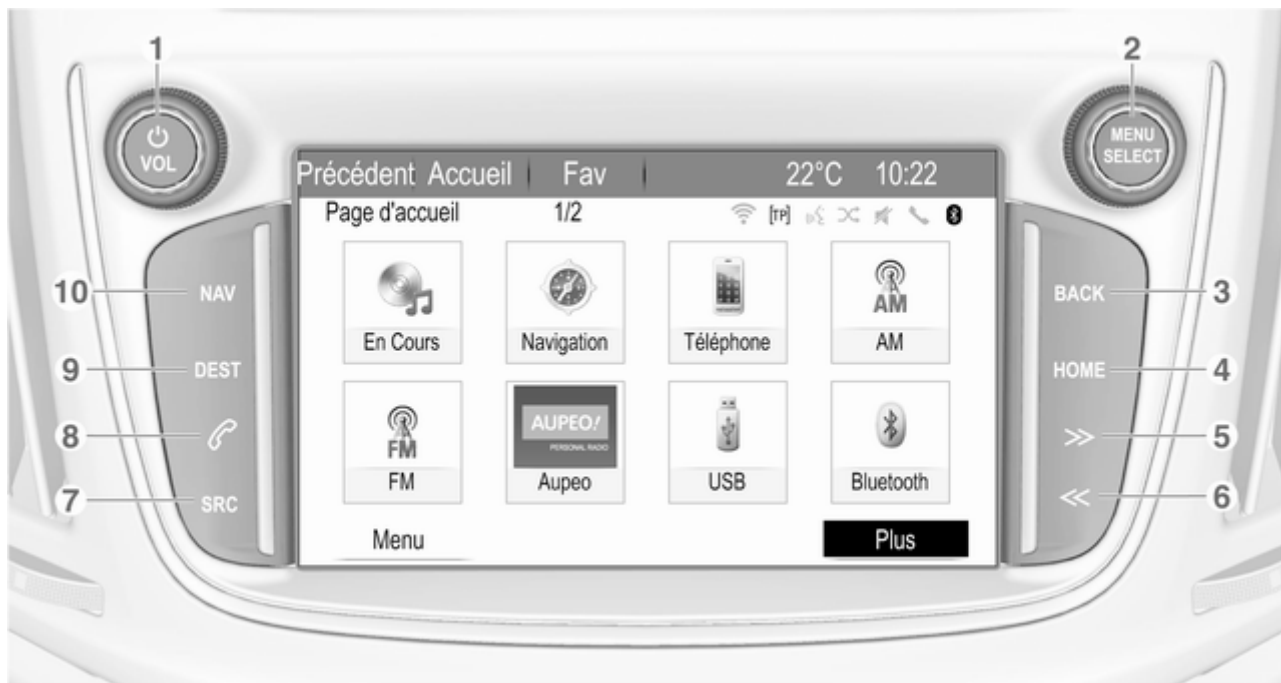 1
2
VOL
MENU
SELECT
Précédent Accueil Fav 22°C 10:22
Page d'accueil 1/2 [TP]
10 NAV
BACK 3
En Cours Navigation Téléphone AM
AM
9 DEST
HOME 4
8
5
FM
AUPEO!
PERSONAL RADIO
FM Aupeo USB Bluetooth
7 SRC
6
Menu Plus